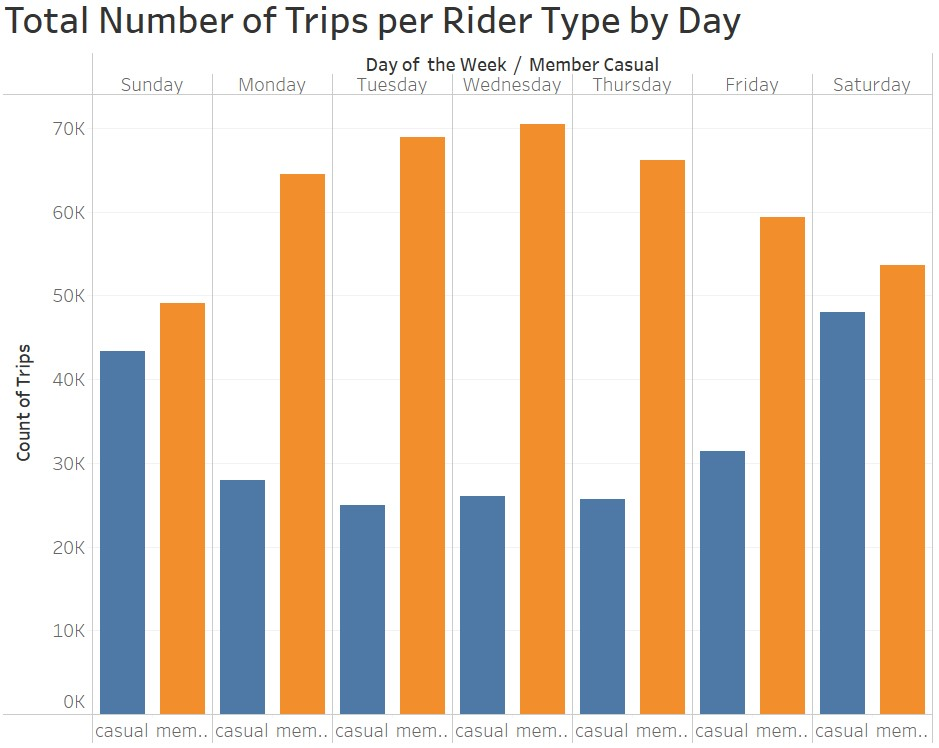 Total Number of Trips per Rider Type by Day
Day of the Week / Member Casual
Sunday Monday Tuesday Wednesday Thursday Friday Saturday
70K
60K
50K
40K
30K
20K
10K
0K
Count of Trips
casual mem.. casual mem.. casual mem.. casual mem.. casual mem.. casual mem.. casual mem..